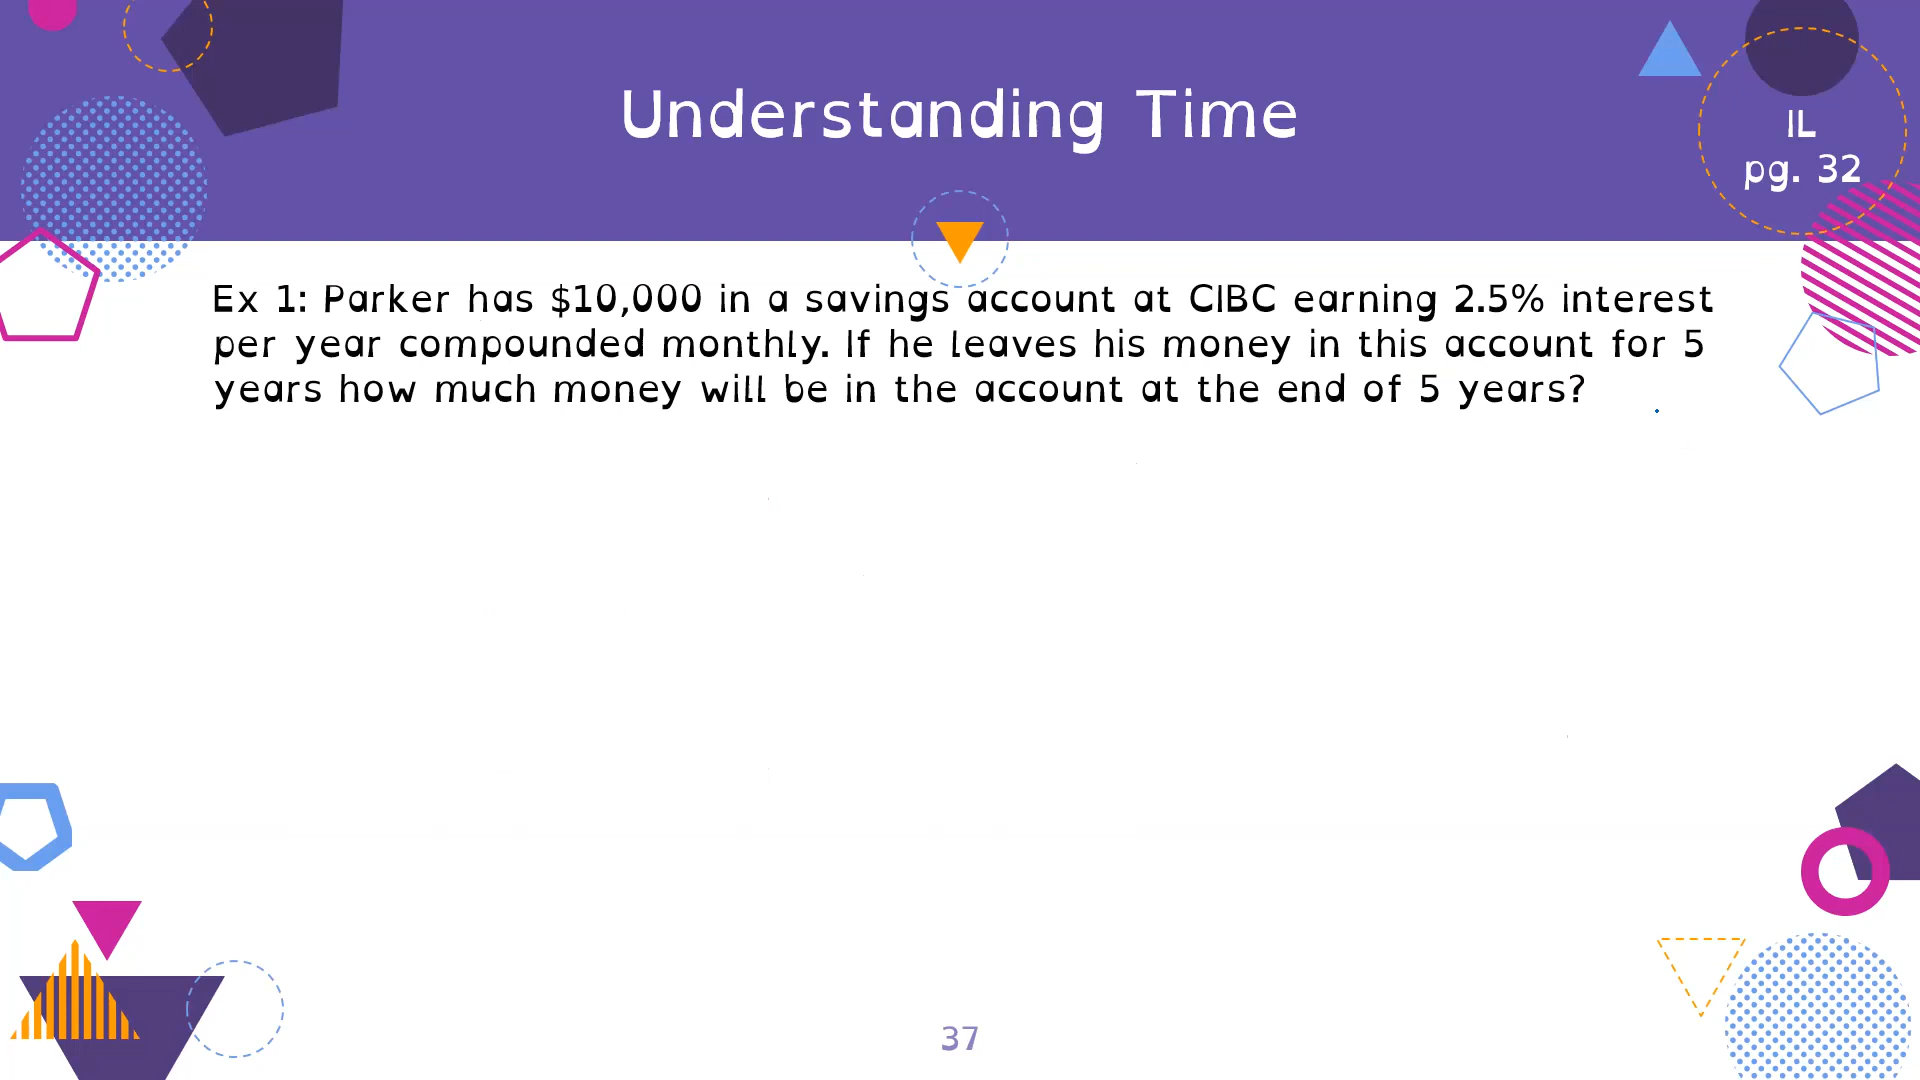 Understanding Time
IL
pg. 32
Ex 1: Parker has $10,000 in a savings account at CIBC earning 2.5% interest
per year compounded monthly. If he leaves his money in this account for 5
years how much money will be in the account at the end of 5 years?
37